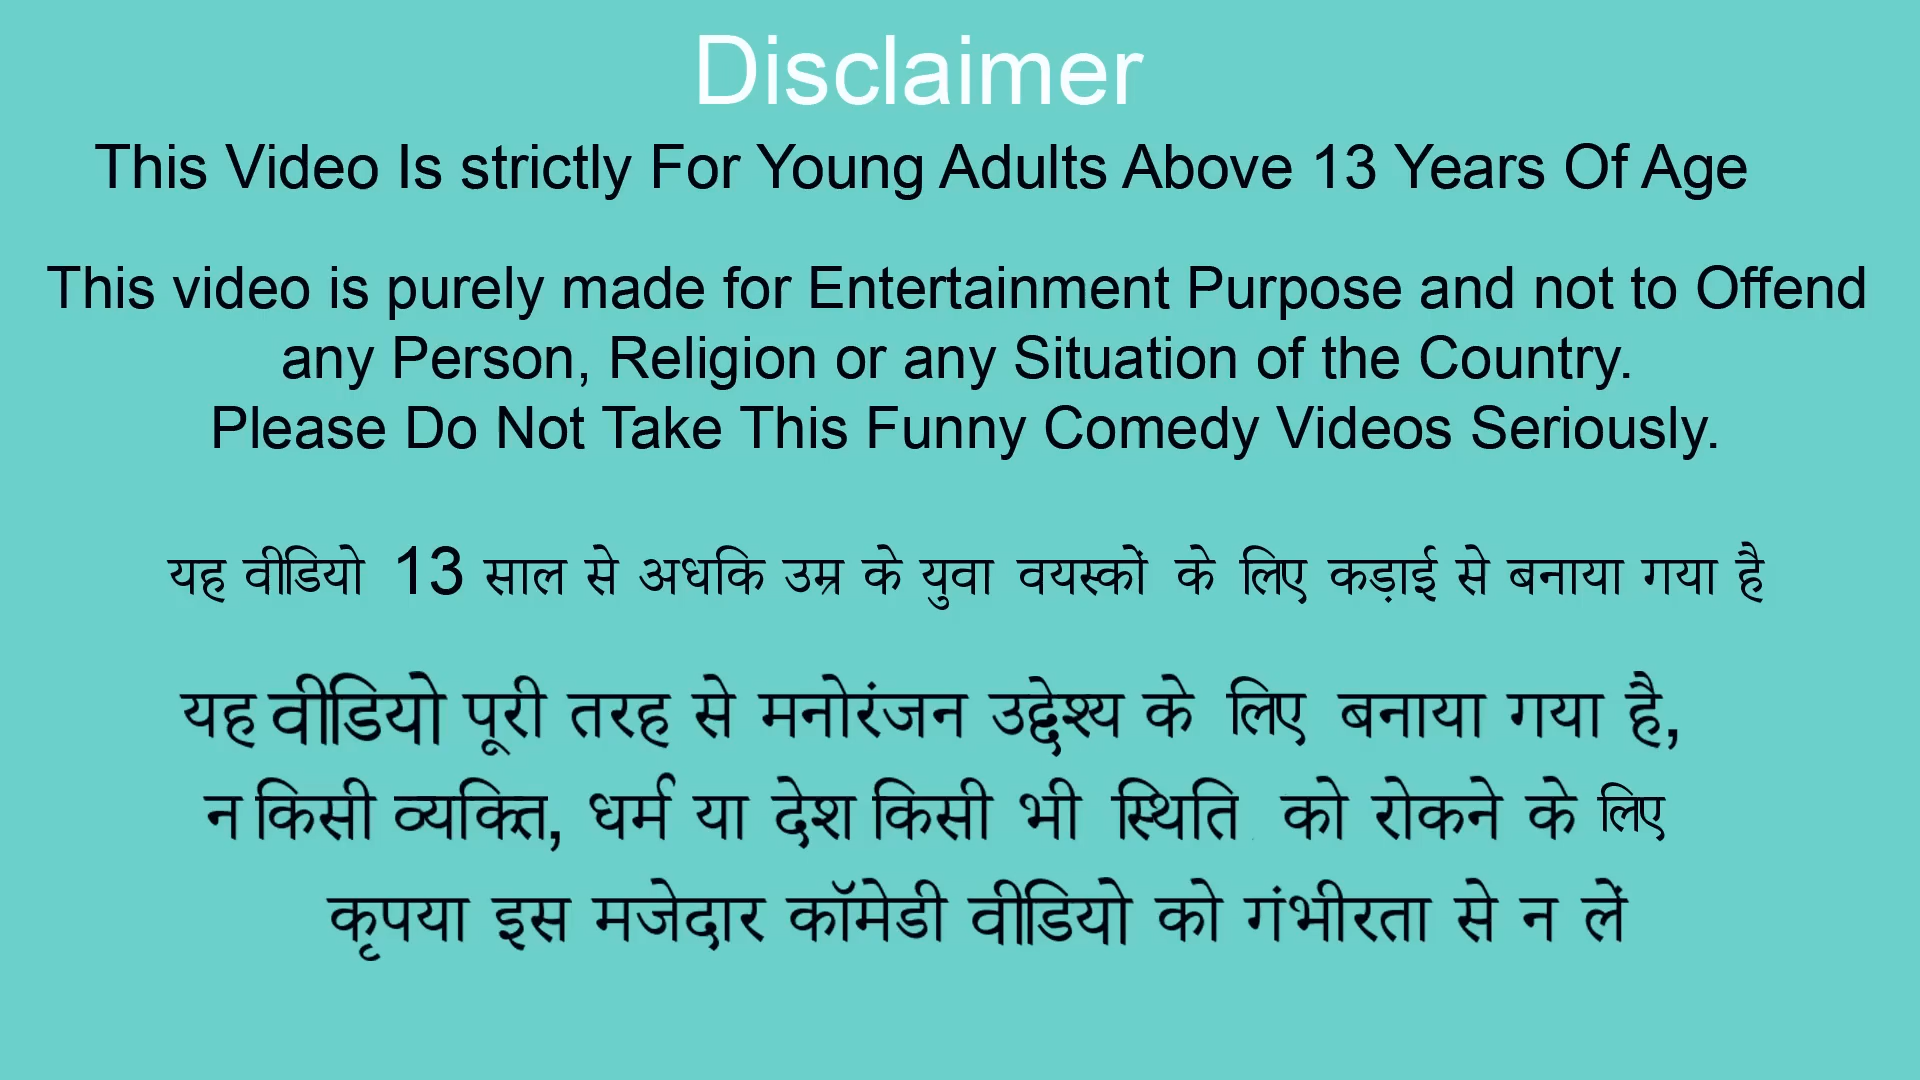 Disclaimer
This Video Is strictly For Young Adults Above 13 Years Of Age
This video is purely made for Entertainment Purpose and not to Offend
any Person, Religion or any Situation of the Country.
Please Do Not Take This Funny Comedy Videos Seriously.
यह वीडियो 13 साल से अधकि उम्र के युवा वयस्कों के लिए कड़ाई से बनाया गया है
यह वीडियो पूरी तरह से मनोरंजन उद्देश्य के लिए बनाया गया है,
न किसी व्यक्ति, धर्म या देश किसी भी स्थिति को रोकने के लिए
कृपया इस मजेदार कॉमेडी वीडियो को गंभीरता से न लें